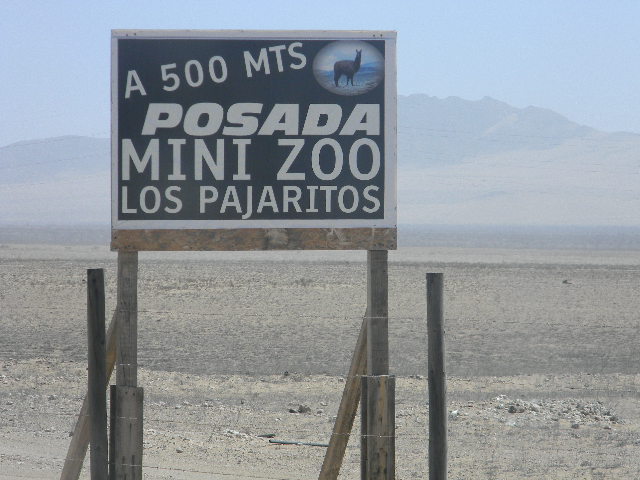 A 500 MTS
POSADA
MINI ZOO
LOS PAJARITOS